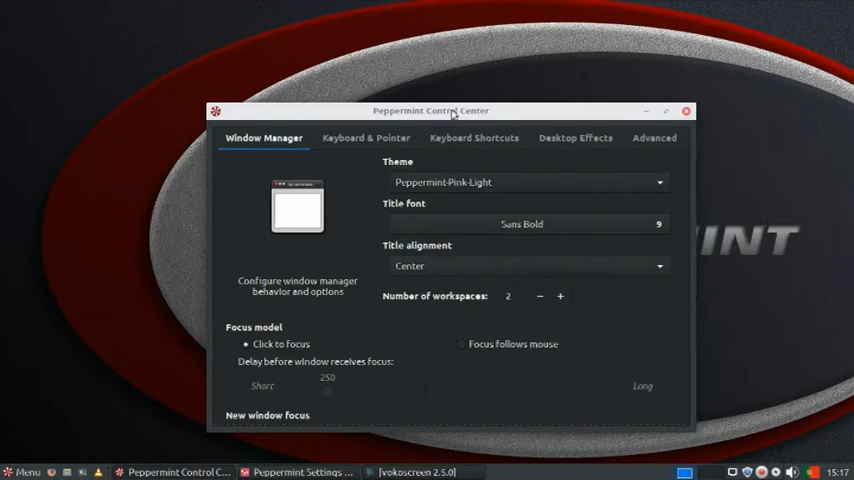 Peppermint Control Center
Window Manager
Keyboard & Pointer
Keyboard Shortcuts
Desktop Effects
Advanced
Theme
Peppermint-Pink-Light
Title font
Sans Bold 9
Title alignment
Center
Configure window manager
behavior and options
Number of workspaces: 2 − +
Focus model
Click to focus
Focus follows mouse
Delay before window receives focus:
250
Short
Long
New window focus
INT
Menu
Peppermint Control C...
Peppermint Settings ...
[vokoscreen 2.5.0]
15:17